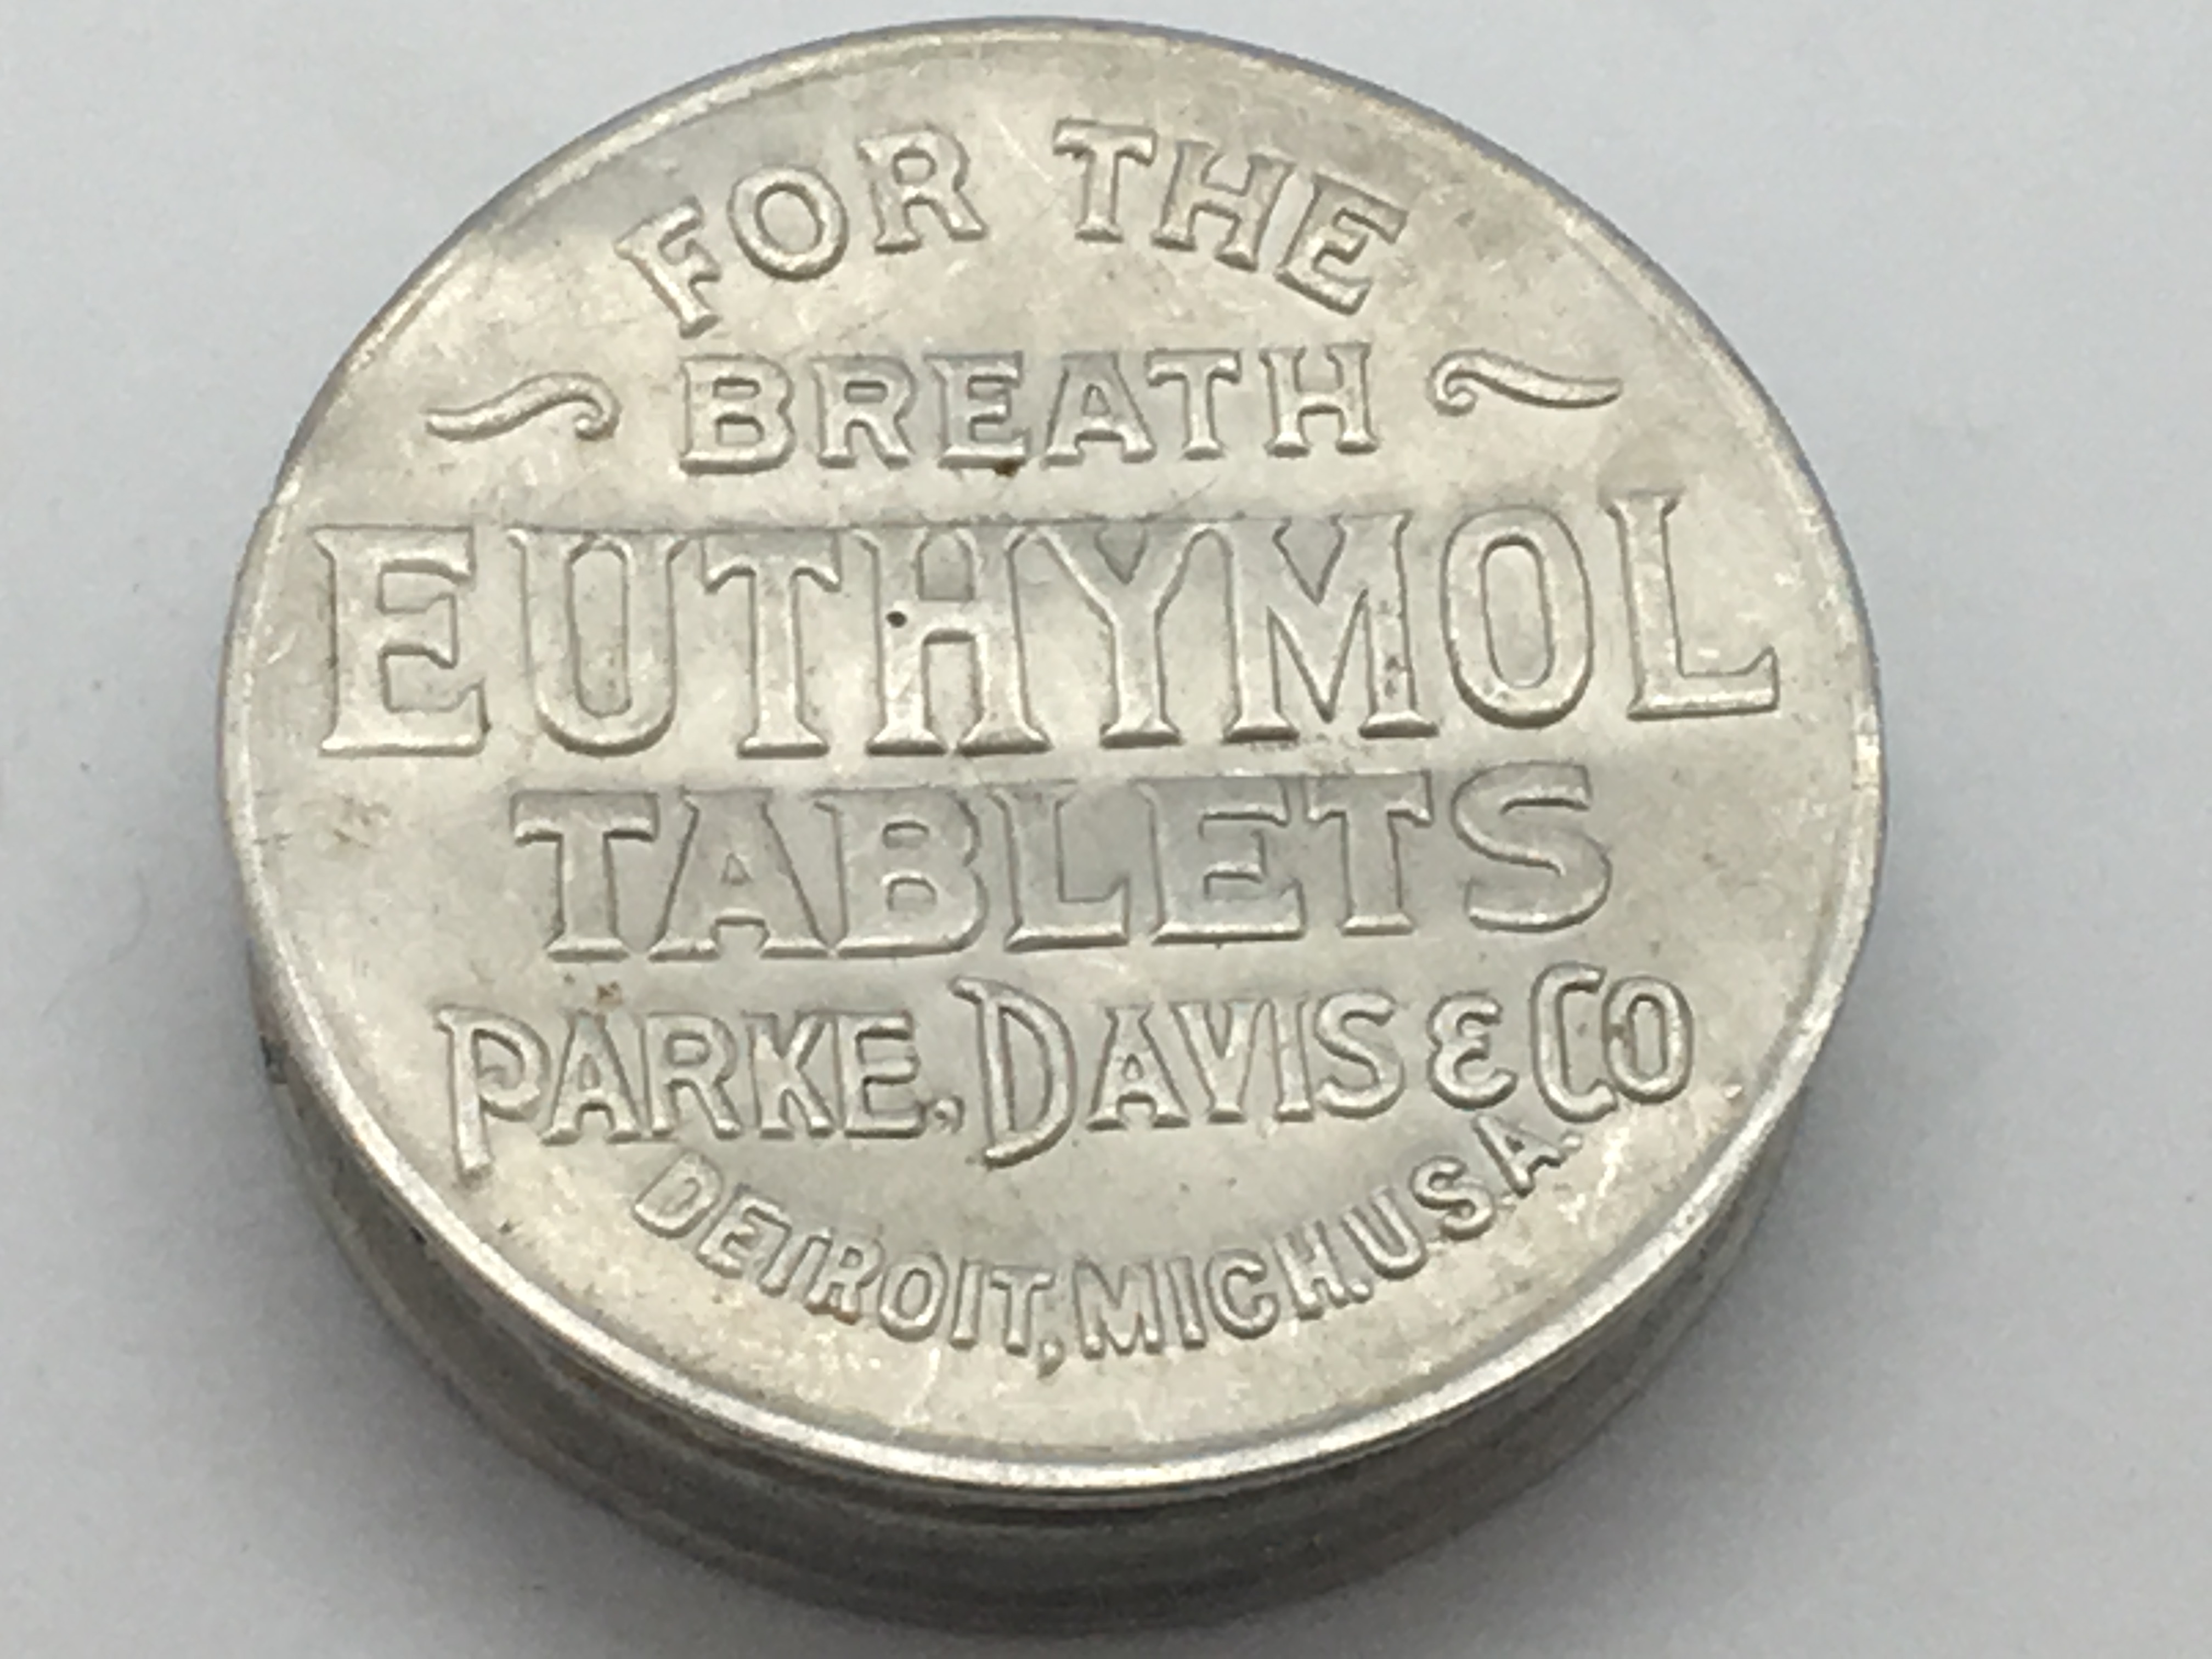 FOR THE
BREATH
EUTHYMOL
TABLETS
PARKE, DAVIS & CO
DETROIT, MICH. U.S.A.